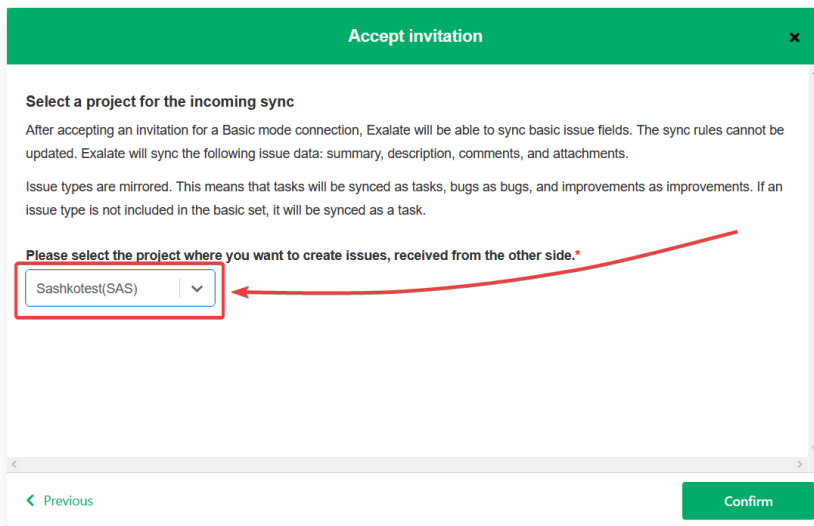 Accept invitation
×
Select a project for the incoming sync
After accepting an invitation for a Basic mode connection, Exalate will be able to sync basic issue fields. The sync rules cannot be
updated. Exalate will sync the following issue data: summary, description, comments, and attachments.
Issue types are mirrored. This means that tasks will be synced as tasks, bugs as bugs, and improvements as improvements. If an
issue type is not included in the basic set, it will be synced as a task.
Please select the project where you want to create issues, received from the other side.*
Sashkotest(SAS)
Previous
Confirm